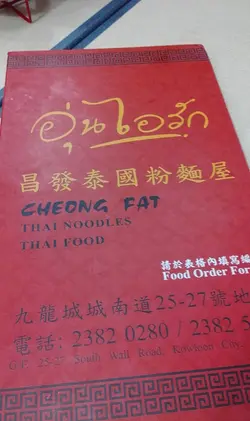 อุ่นไอรัก
昌發泰國粉麵屋
CHEONG FAT
THAI NOODLES
THAI FOOD
請於表格內填寫編
Food Order For
九龍城城南道25-27號地
電話: 2382 0280 / 2382 5
G/F, 25-27 South Wall Road, Kowloon City,